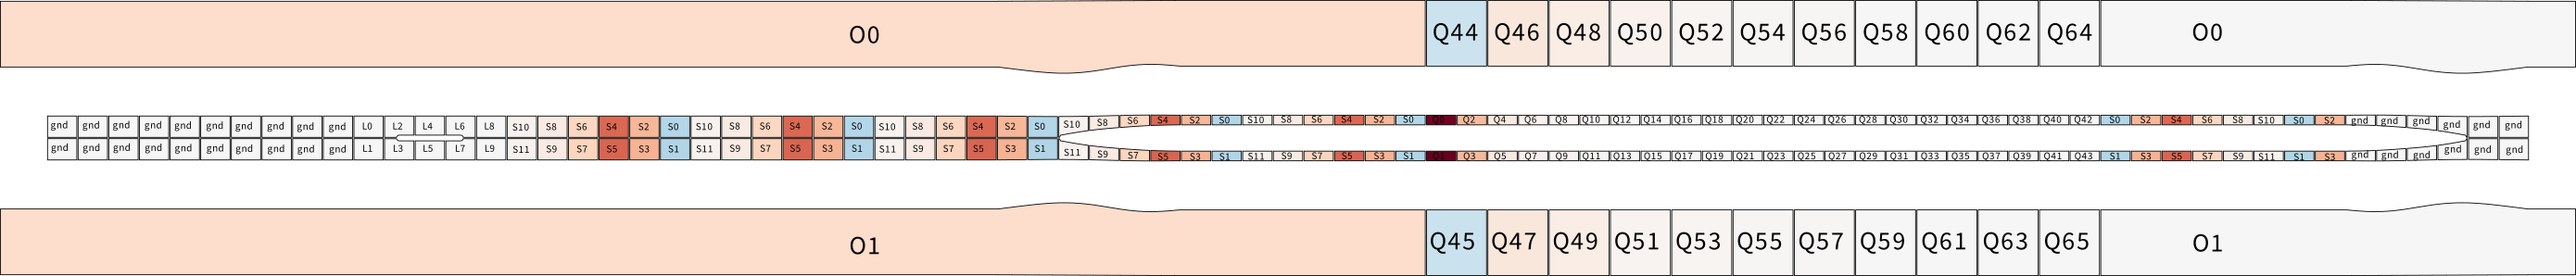 O0 Q44 Q46 Q48 Q50 Q52 Q54 Q56 Q58 Q60 Q62 Q64 O0
gnd gnd gnd gnd gnd gnd gnd gnd gnd gnd L0 L2 L4 L6 L8 S10 S8 S6 S4 S2 S0 S10 S8 S6 S4 S2 S0 S10 S8 S6 S4 S2 S0 S10 S8 S6 S4 S2 S0 S10 S8 S6 S4 S2 S0 Q0 Q2 Q4 Q6 Q8 Q10 Q12 Q14 Q16 Q18 Q20 Q22 Q24 Q26 Q28 Q30 Q32 Q34 Q36 Q38 Q40 Q42 S0 S2 S4 S6 S8 S10 S0 S2 gnd gnd gnd gnd gnd gnd
gnd gnd gnd gnd gnd gnd gnd gnd gnd gnd L1 L3 L5 L7 L9 S11 S9 S7 S5 S3 S1 S11 S9 S7 S5 S3 S1 S11 S9 S7 S5 S3 S1 S11 S9 S7 S5 S3 S1 S11 S9 S7 S5 S3 S1 Q1 Q3 Q5 Q7 Q9 Q11 Q13 Q15 Q17 Q19 Q21 Q23 Q25 Q27 Q29 Q31 Q33 Q35 Q37 Q39 Q41 Q43 S1 S3 S5 S7 S9 S11 S1 S3 gnd gnd gnd gnd gnd gnd
O1 Q45 Q47 Q49 Q51 Q53 Q55 Q57 Q59 Q61 Q63 Q65 O1